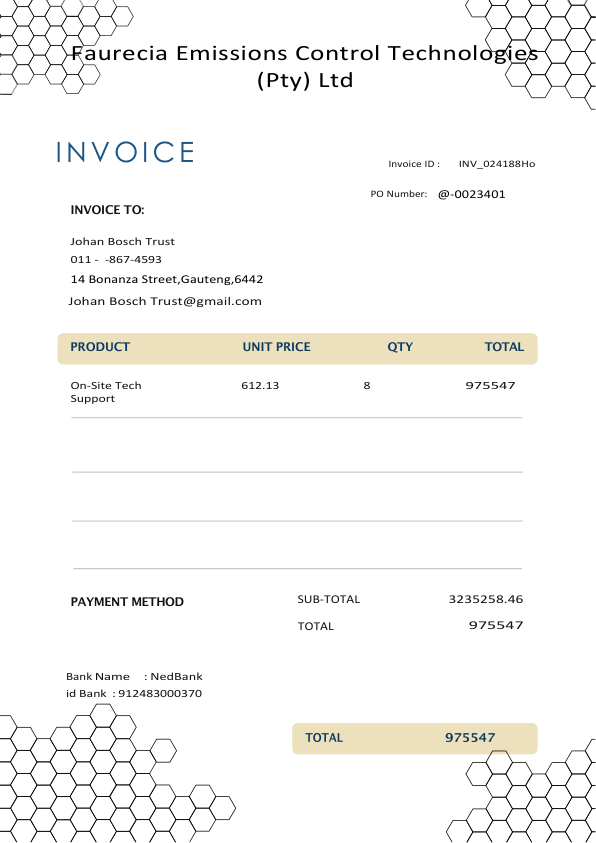 Faurecia Emissions Control Technologies
(Pty) Ltd
INVOICE
Invoice ID : INV_024188Ho
PO Number: @-0023401
INVOICE TO:
Johan Bosch Trust
011 - -867-4593
14 Bonanza Street,Gauteng,6442
Johan Bosch Trust@gmail.com
PRODUCT UNIT PRICE QTY TOTAL
On-Site Tech 612.13 8 975547
Support
PAYMENT METHOD SUB-TOTAL 3235258.46
TOTAL 975547
Bank Name : NedBank
id Bank : 912483000370
TOTAL 975547